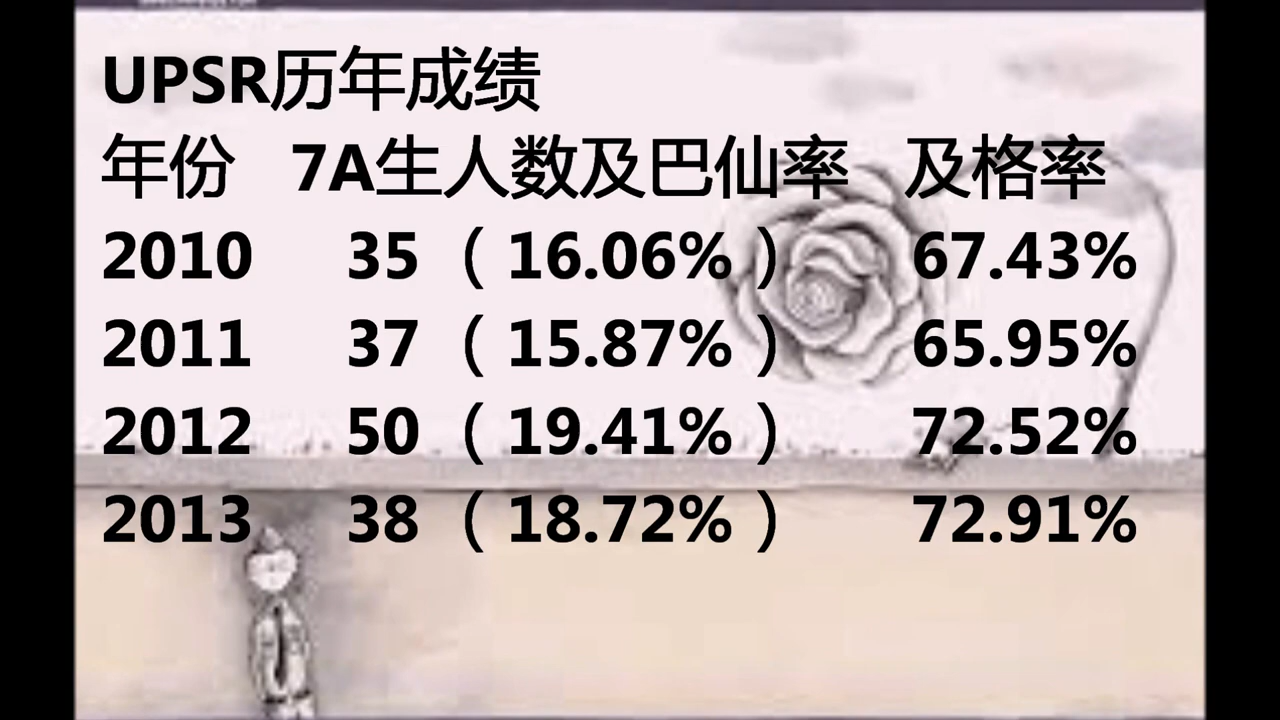 UPSR历年成绩
年份 7A生人数及巴仙率 及格率
2010 35（16.06%） 67.43%
2011 37（15.87%） 65.95%
2012 50（19.41%） 72.52%
2013 38（18.72%） 72.91%